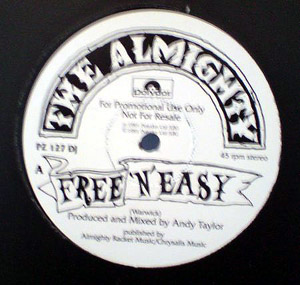 THE ALMIGHTY
polydor
For Promotional Use Only
Not For Resale
PZ 127 DJ
45 rpm stereo
A
FREE 'N' EASY
(Warwick)
Produced and Mixed by Andy Taylor
published by
Almighty Racket Music/Chrysalis Music